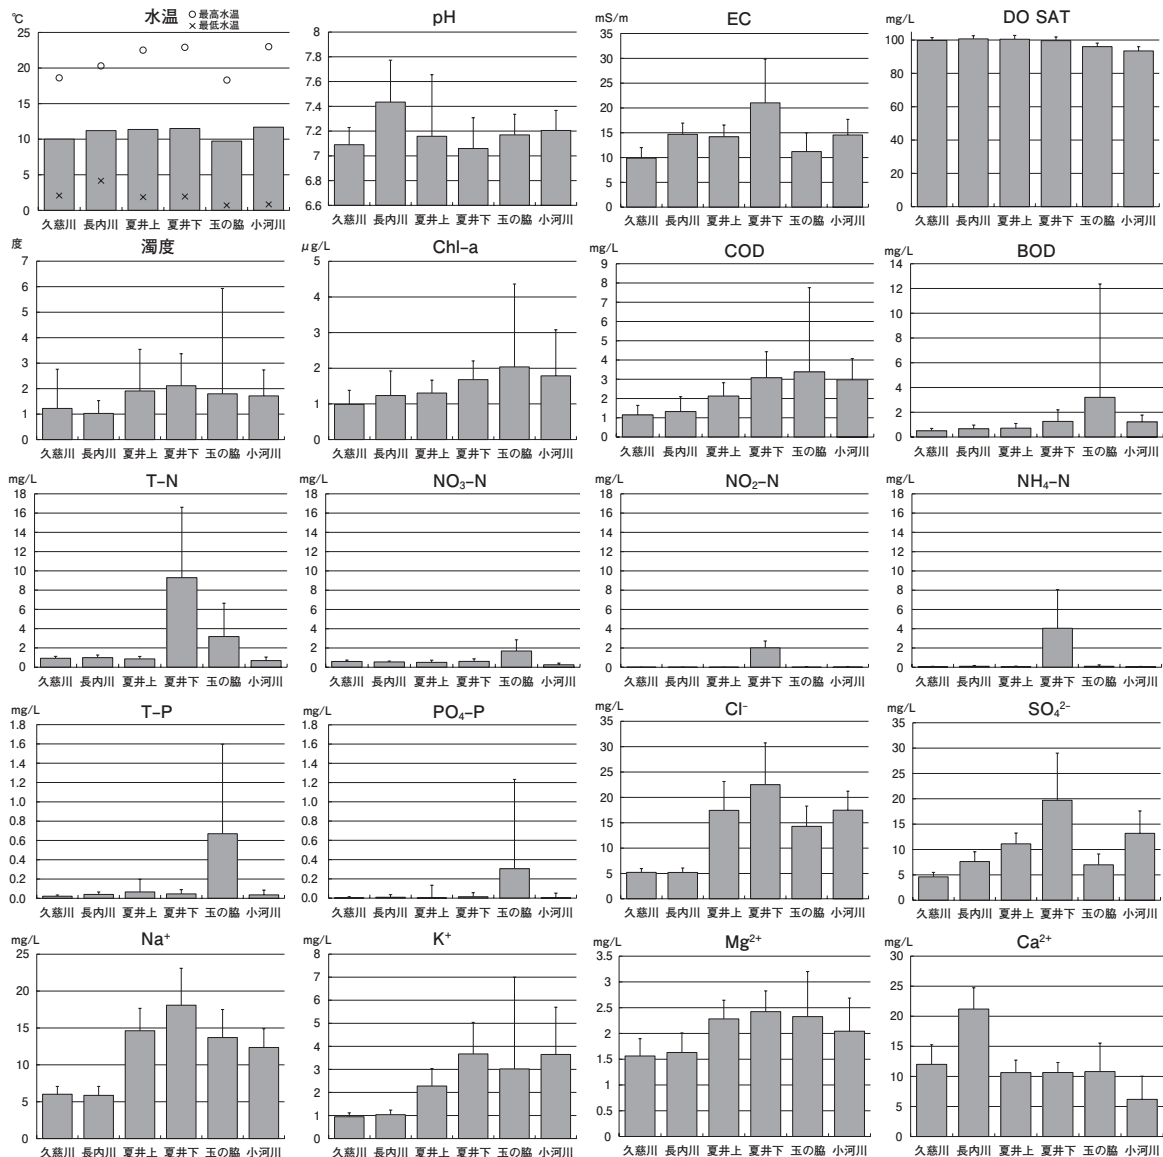 水温 ○最高水温 ×最低水温
℃
25
20
15
10
5
0
久慈川 長内川 夏井上 夏井下 玉の脇 小河川
pH
8
7.8
7.6
7.4
7.2
7
6.8
6.6
久慈川 長内川 夏井上 夏井下 玉の脇 小河川
EC
mS/m
35
30
25
20
15
10
5
0
久慈川 長内川 夏井上 夏井下 玉の脇 小河川
DO SAT
mg/L
100
80
60
40
20
0
久慈川 長内川 夏井上 夏井下 玉の脇 小河川
濁度
度
7
6
5
4
3
2
1
0
久慈川 長内川 夏井上 夏井下 玉の脇 小河川
Chl-a
μg/L
5
4
3
2
1
0
久慈川 長内川 夏井上 夏井下 玉の脇 小河川
COD
mg/L
9
8
7
6
5
4
3
2
1
0
久慈川 長内川 夏井上 夏井下 玉の脇 小河川
BOD
mg/L
14
12
10
8
6
4
2
0
久慈川 長内川 夏井上 夏井下 玉の脇 小河川
T-N
mg/L
18
16
14
12
10
8
6
4
2
0
久慈川 長内川 夏井上 夏井下 玉の脇 小河川
NO₃-N
mg/L
18
16
14
12
10
8
6
4
2
0
久慈川 長内川 夏井上 夏井下 玉の脇 小河川
NO₂-N
mg/L
18
16
14
12
10
8
6
4
2
0
久慈川 長内川 夏井上 夏井下 玉の脇 小河川
NH₄-N
mg/L
18
16
14
12
10
8
6
4
2
0
久慈川 長内川 夏井上 夏井下 玉の脇 小河川
T-P
mg/L
1.8
1.6
1.4
1.2
1.0
0.8
0.6
0.4
0.2
0.0
久慈川 長内川 夏井上 夏井下 玉の脇 小河川
PO₄-P
mg/L
1.8
1.6
1.4
1.2
1.0
0.8
0.6
0.4
0.2
0.0
久慈川 長内川 夏井上 夏井下 玉の脇 小河川
Cl⁻
mg/L
35
30
25
20
15
10
5
0
久慈川 長内川 夏井上 夏井下 玉の脇 小河川
SO₄²⁻
mg/L
35
30
25
20
15
10
5
0
久慈川 長内川 夏井上 夏井下 玉の脇 小河川
Na⁺
mg/L
25
20
15
10
5
0
久慈川 長内川 夏井上 夏井下 玉の脇 小河川
K⁺
mg/L
8
7
6
5
4
3
2
1
0
久慈川 長内川 夏井上 夏井下 玉の脇 小河川
Mg²⁺
mg/L
3.5
3
2.5
2
1.5
1
0.5
0
久慈川 長内川 夏井上 夏井下 玉の脇 小河川
Ca²⁺
mg/L
30
25
20
15
10
5
0
久慈川 長内川 夏井上 夏井下 玉の脇 小河川